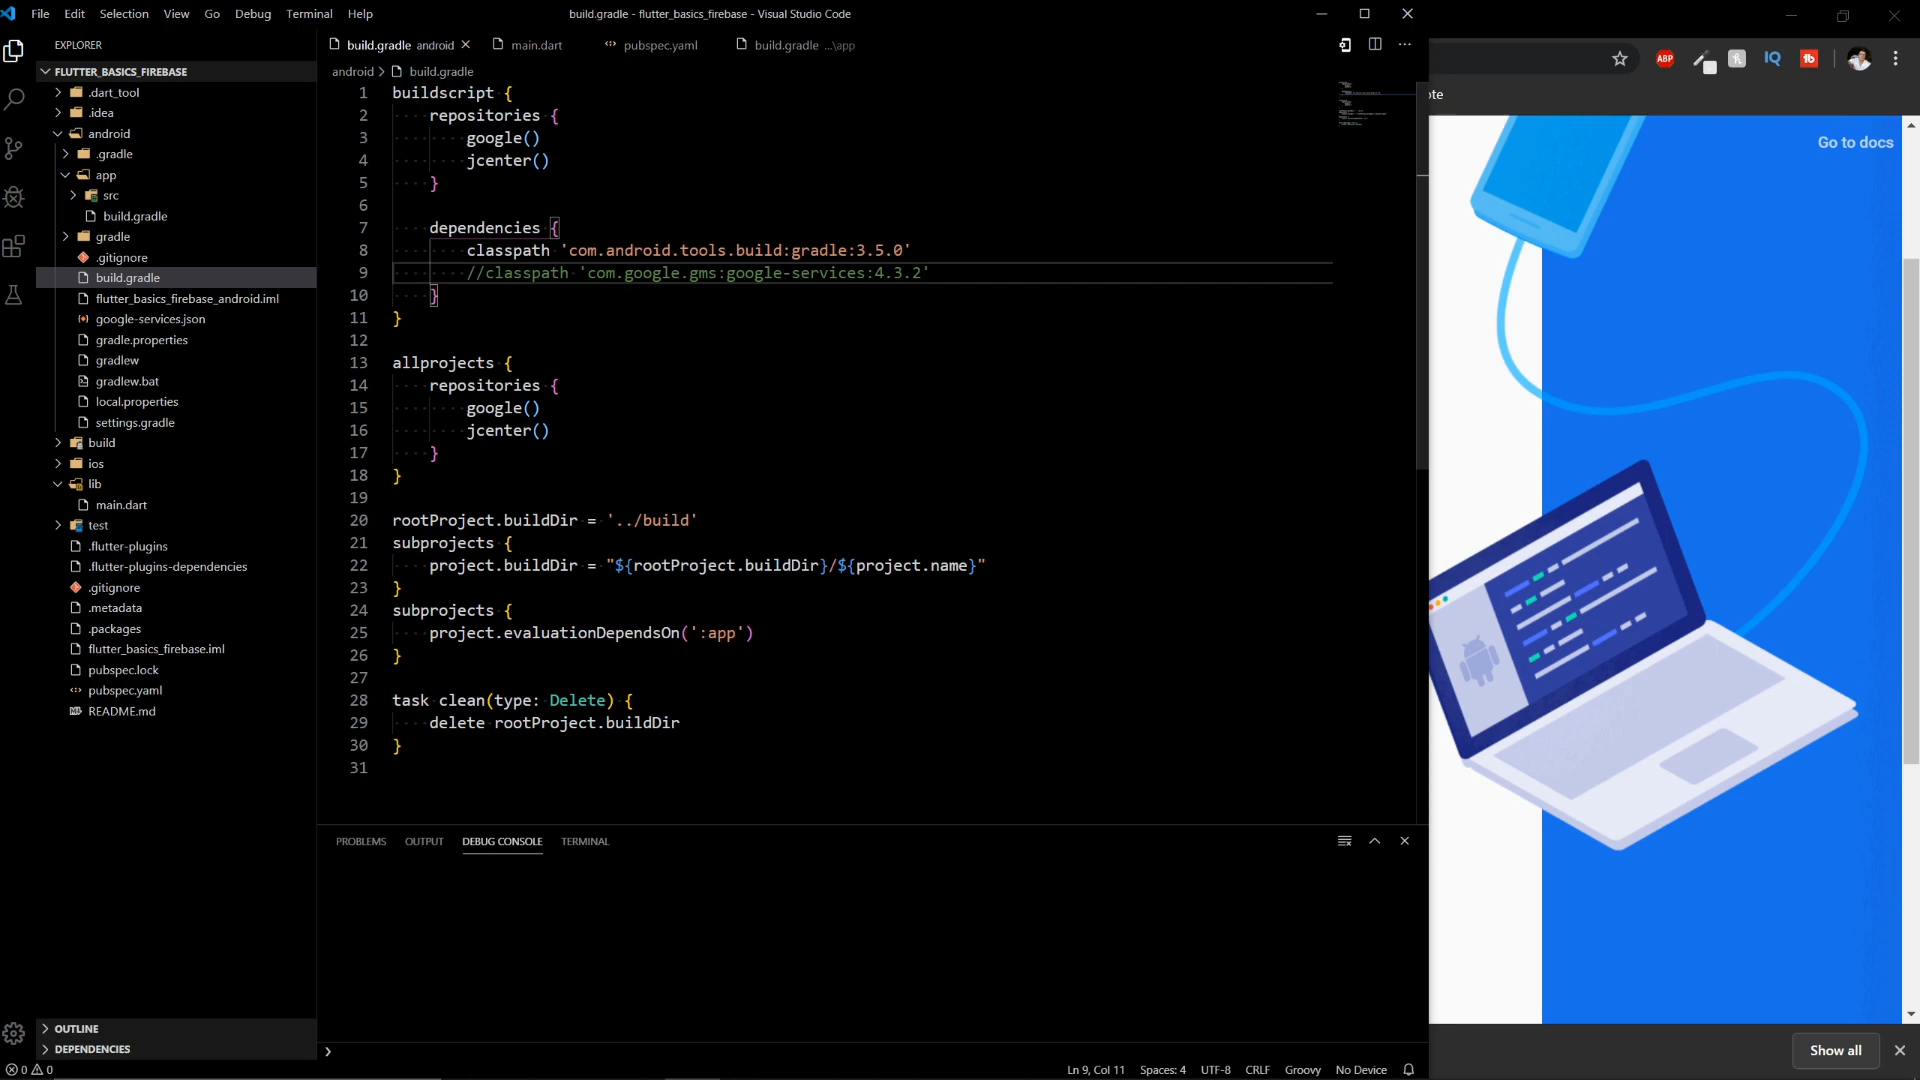 File Edit Selection View Go Debug Terminal Help
build.gradle - flutter_basics_firebase - Visual Studio Code
EXPLORER
FLUTTER_BASICS_FIREBASE
.dart_tool
.idea
android
.gradle
app
src
build.gradle
gradle
.gitignore
build.gradle
flutter_basics_firebase_android.iml
google-services.json
gradle.properties
gradlew
gradlew.bat
local.properties
settings.gradle
build
ios
lib
main.dart
test
.flutter-plugins
.flutter-plugins-dependencies
.gitignore
.metadata
.packages
flutter_basics_firebase.iml
pubspec.lock
pubspec.yaml
README.md
OUTLINE
DEPENDENCIES
build.gradle android main.dart pubspec.yaml build.gradle ...\app
android build.gradle
1 buildscript {
2 repositories {
3 google()
4 jcenter()
5 }
6
7 dependencies {
8 classpath 'com.android.tools.build:gradle:3.5.0'
9 //classpath 'com.google.gms:google-services:4.3.2'
10 }
11 }
12
13 allprojects {
14 repositories {
15 google()
16 jcenter()
17 }
18 }
19
20 rootProject.buildDir = '../build'
21 subprojects {
22 project.buildDir = "${rootProject.buildDir}/${project.name}"
23 }
24 subprojects {
25 project.evaluationDependsOn(':app')
26 }
27
28 task clean(type: Delete) {
29 delete rootProject.buildDir
30 }
31
PROBLEMS OUTPUT DEBUG CONSOLE TERMINAL
0 0
Ln 9, Col 11 Spaces: 4 UTF-8 CRLF Groovy No Device
ABP
IQ
tb
ote
Go to docs
Show all